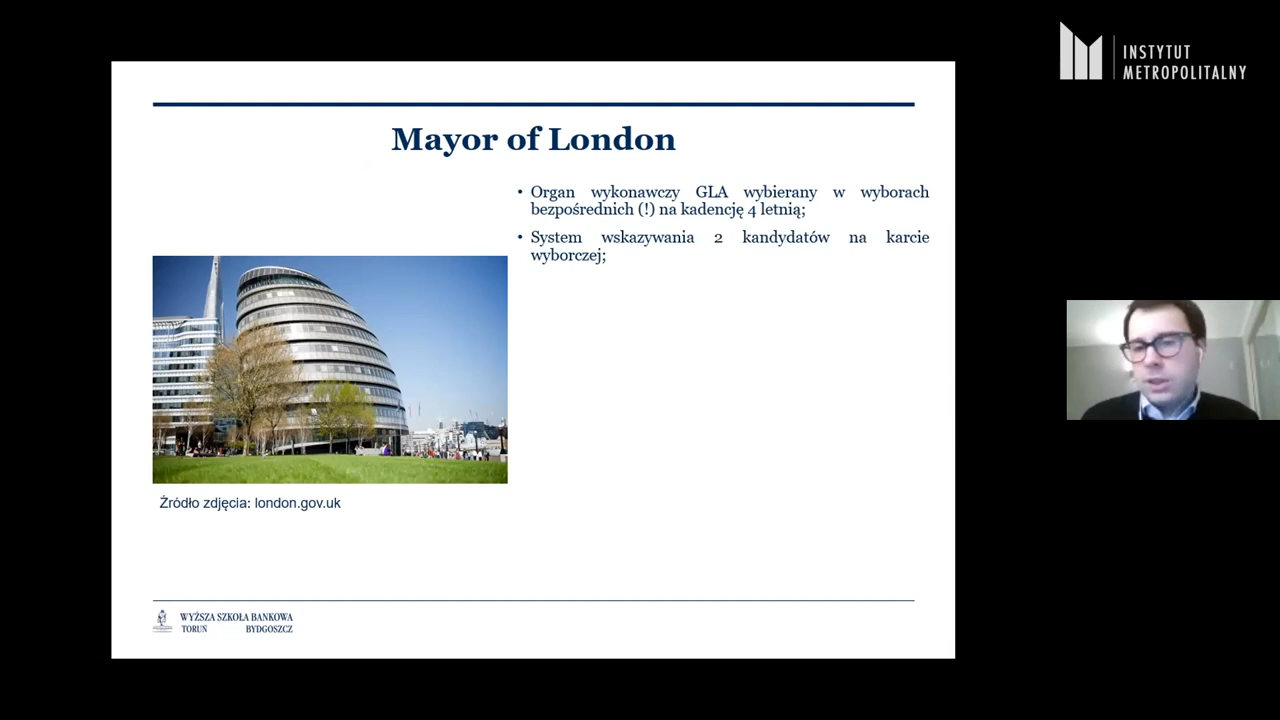 INSTYTUT
METROPOLITALNY
Mayor of London
• Organ wykonawczy GLA wybierany w wyborach
bezpośrednich (!) na kadencję 4 letnią;
• System wskazywania 2 kandydatów na karcie
wyborczej;
Źródło zdjęcia: london.gov.uk
WYŻSZA SZKOŁA BANKOWA
TORUŃ BYDGOSZCZ